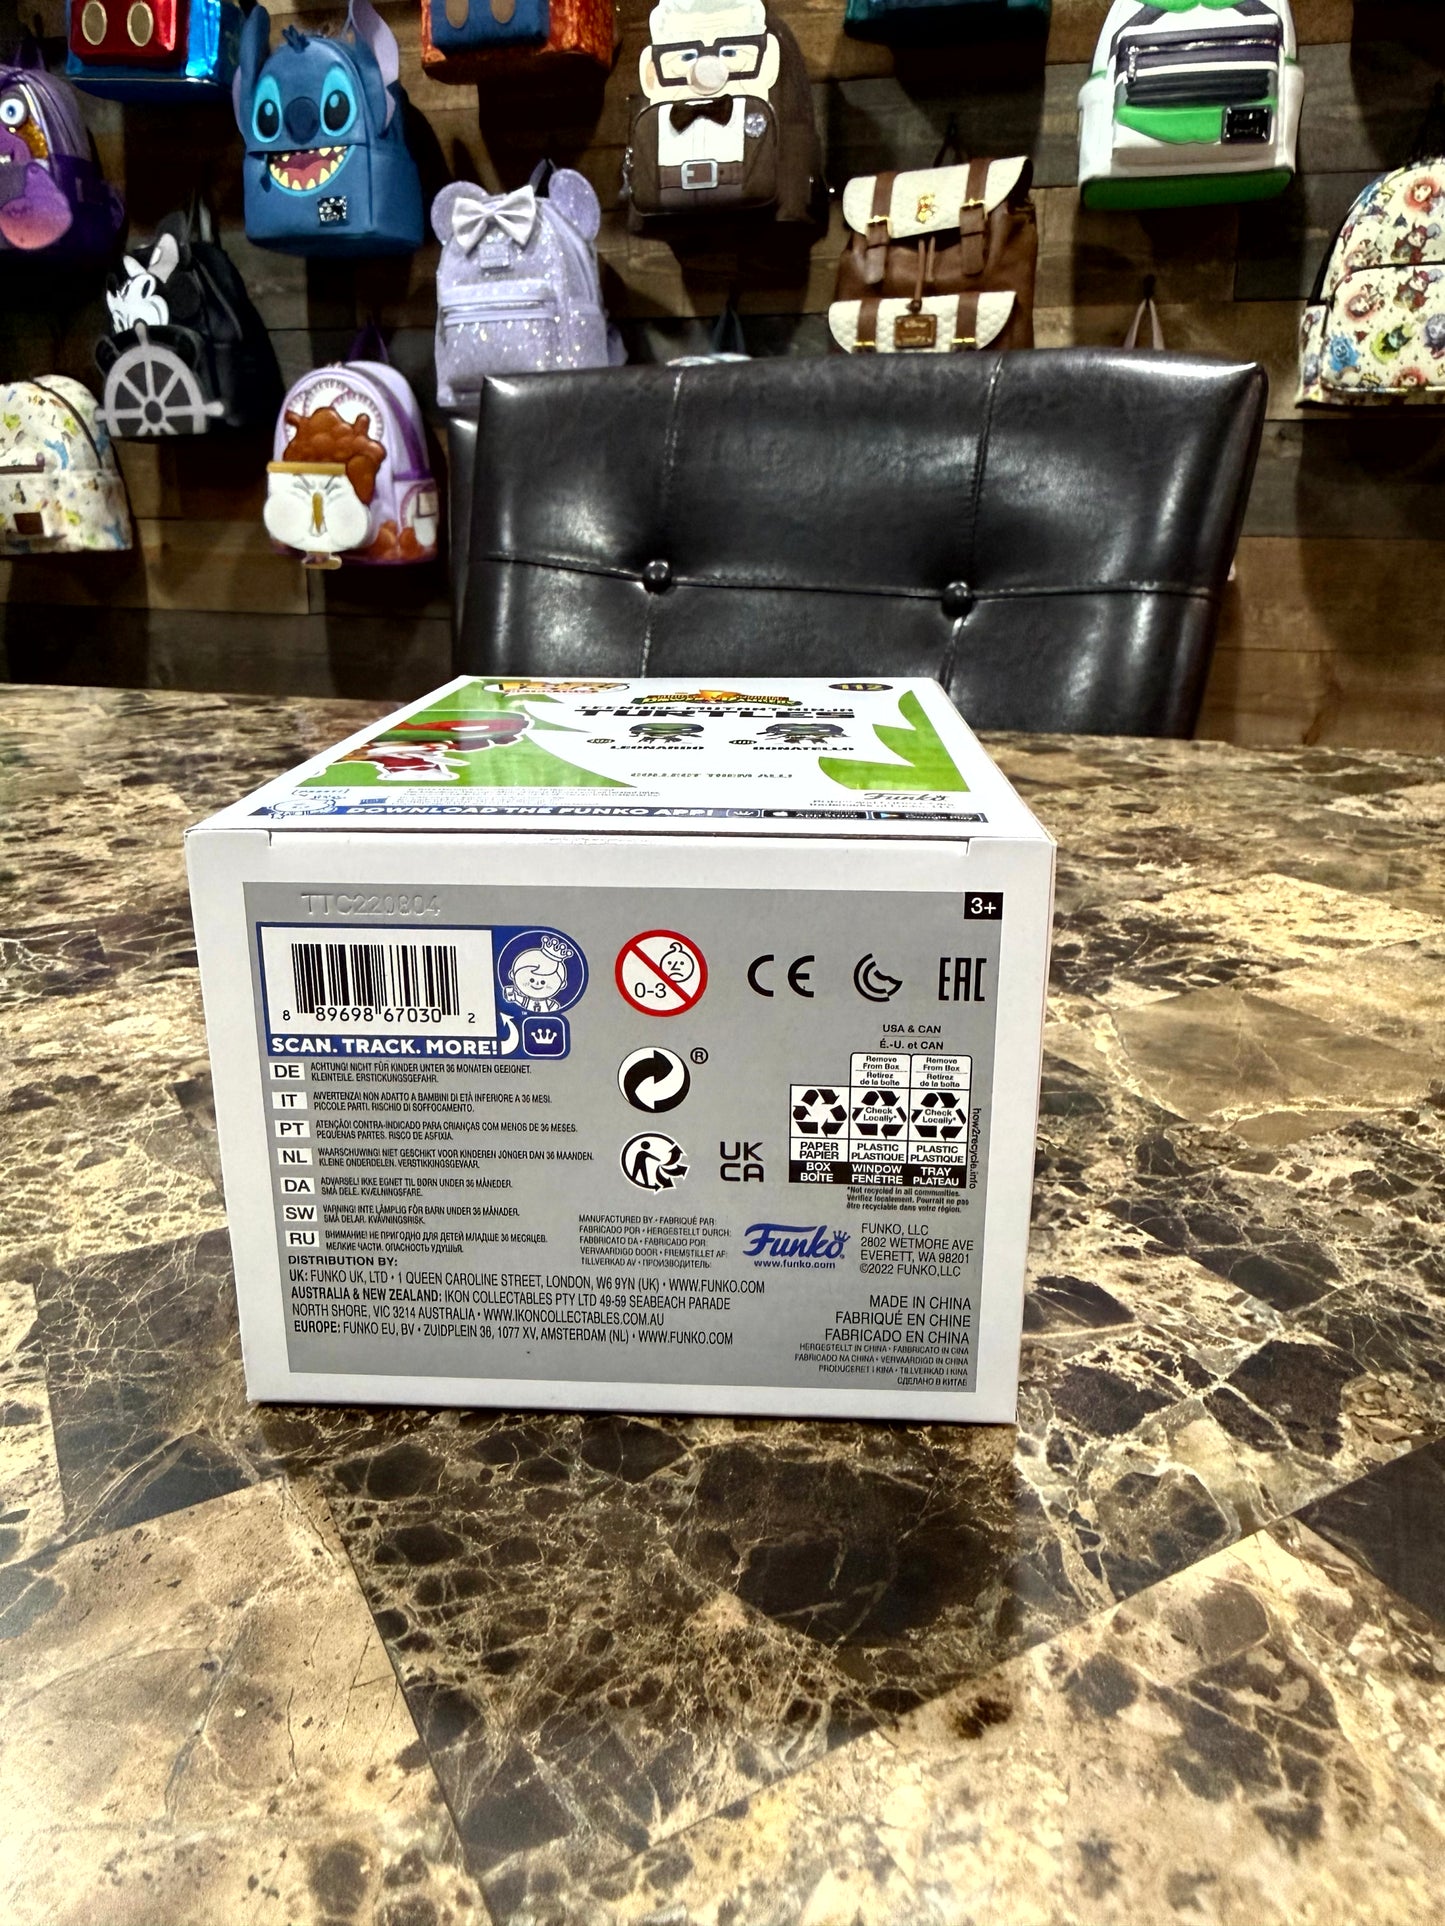 112
TEENAGE MUTANT NINJA
TURTLES
LEONARDO
DONATELLO
COLLECT THEM ALL!
Funko
DOWNLOAD THE FUNKO APP!
App Store
Google Play
TTC220804
3+
8 89698 67030 2
SCAN. TRACK. MORE!
0-3
CE
EAC
DE ACHTUNG! NICHT FÜR KINDER UNTER 36 MONATEN GEEIGNET.
KLEINTEILE. ERSTICKUNGSGEFAHR.
IT AVVERTENZA! NON ADATTO A BAMBINI DI ETÀ INFERIORE A 36 MESI.
PICCOLE PARTI. RISCHIO DI SOFFOCAMENTO.
PT ATENÇÃO! CONTRA-INDICADO PARA CRIANÇAS COM MENOS DE 36 MESES.
PEQUENAS PARTES. RISCO DE ASFIXIA.
NL WAARSCHUWING! NIET GESCHIKT VOOR KINDEREN JONGER DAN 36 MAANDEN.
KLEINE ONDERDELEN. VERSTIKKINGSGEVAAR.
DA ADVARSEL! IKKE EGNET TIL BØRN UNDER 36 MÅNEDER.
SMÅ DELE. KVÆLNINGSFARE.
SW VARNING! INTE LÄMPLIG FÖR BARN UNDER 36 MÅNADER.
SMÅ DELAR. KVÄVNINGSRISK.
RU ВНИМАНИЕ! НЕ ПРИГОДНО ДЛЯ ДЕТЕЙ МЛАДШЕ 36 МЕСЯЦЕВ.
МЕЛКИЕ ЧАСТИ. ОПАСНОСТЬ УДУШЬЯ.
®
UK
CA
USA & CAN
É.-U. et CAN
Remove
From Box
Retirez
de la boîte
Remove
From Box
Retirez
de la boîte
Check
Locally*
Check
Locally*
PAPER
PAPIER
PLASTIC
PLASTIQUE
PLASTIC
PLASTIQUE
BOX
BOÎTE
WINDOW
FENÊTRE
TRAY
PLATEAU
how2recycle.info
*Not recycled in all communities.
Vérifiez localement. Pourrait ne pas
être recyclable dans votre région.
MANUFACTURED BY • FABRIQUÉ PAR:
FABRICADO POR • HERGESTELLT DURCH:
FABBRICATO DA • FABRICADO POR:
VERVAARDIGD DOOR • FREMSTILLET AF:
TILLVERKAD AV • ПРОИЗВОДИТЕЛЬ:
Funko
www.funko.com
FUNKO, LLC
2802 WETMORE AVE
EVERETT, WA 98201
©2022 FUNKO,LLC
DISTRIBUTION BY:
UK: FUNKO UK, LTD • 1 QUEEN CAROLINE STREET, LONDON, W6 9YN (UK) • WWW.FUNKO.COM
AUSTRALIA & NEW ZEALAND: IKON COLLECTABLES PTY LTD 49-59 SEABEACH PARADE
NORTH SHORE, VIC 3214 AUSTRALIA • WWW.IKONCOLLECTABLES.COM.AU
EUROPE: FUNKO EU, BV • ZUIDPLEIN 36, 1077 XV, AMSTERDAM (NL) • WWW.FUNKO.COM
MADE IN CHINA
FABRIQUÉ EN CHINE
FABRICADO EN CHINA
HERGESTELLT IN CHINA • FABBRICATO IN CINA
FABRICADO NA CHINA • VERVAARDIGD IN CHINA
PRODUCERET I KINA • TILLVERKAD I KINA
СДЕЛАНО В КИТАЕ